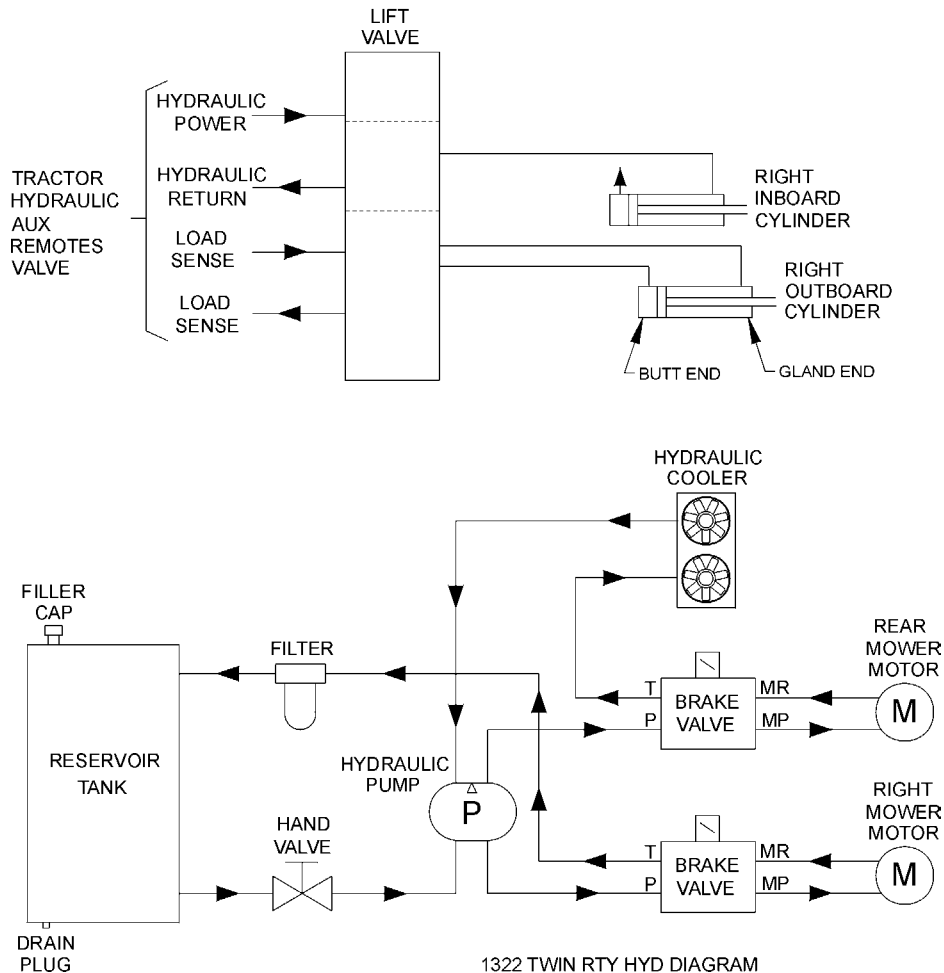 LIFT
VALVE
HYDRAULIC
POWER
TRACTOR
HYDRAULIC
AUX
REMOTES
VALVE
HYDRAULIC
RETURN
LOAD
SENSE
LOAD
SENSE
RIGHT
INBOARD
CYLINDER
RIGHT
OUTBOARD
CYLINDER
BUTT END
GLAND END
HYDRAULIC
COOLER
FILLER
CAP
FILTER
REAR
MOWER
MOTOR
T
P
BRAKE
VALVE
MR
MP
M
RESERVOIR
TANK
HYDRAULIC
PUMP
P
HAND
VALVE
RIGHT
MOWER
MOTOR
T
P
BRAKE
VALVE
MR
MP
M
DRAIN
PLUG
1322 TWIN RTY HYD DIAGRAM